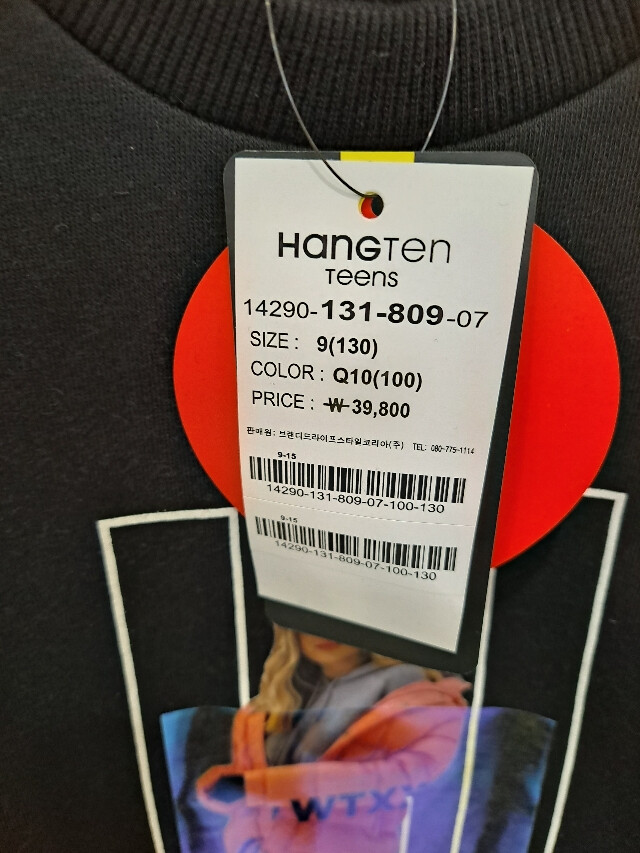 HANGTEN
TEENS
14290-131-809-07
SIZE : 9(130)
COLOR : Q10(100)
PRICE : ₩ 39,800
판매원: 브랜디드라이프스타일코리아(주) TEL: 080-775-1114
9-15
14290-131-809-07-100-130
9-15
14290-131-809-07-100-130
WTX